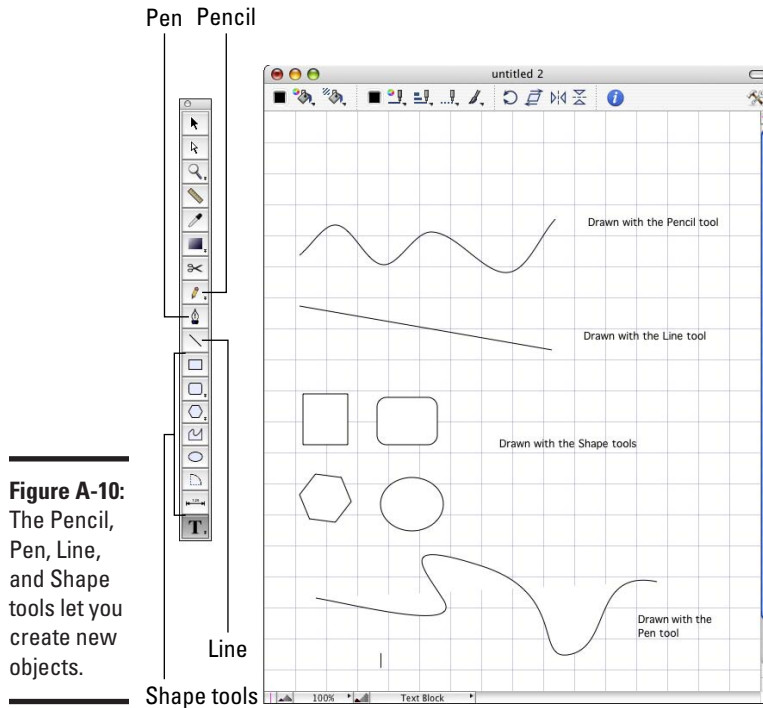 Pen Pencil
untitled 2
Drawn with the Pencil tool
Drawn with the Line tool
Drawn with the Shape tools
Drawn with the
Pen tool
T
Figure A-10:
The Pencil,
Pen, Line,
and Shape
tools let you
create new
objects.
Line
Shape tools
100% Text Block